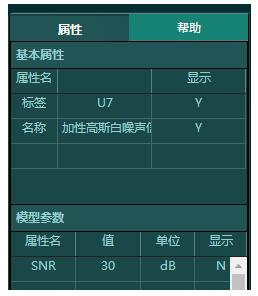 属性 帮助
基本属性
属性名 显示
标签 U7 Y
名称 加性高斯白噪声信 Y
模型参数
属性名 值 单位 显示
SNR 30 dB N